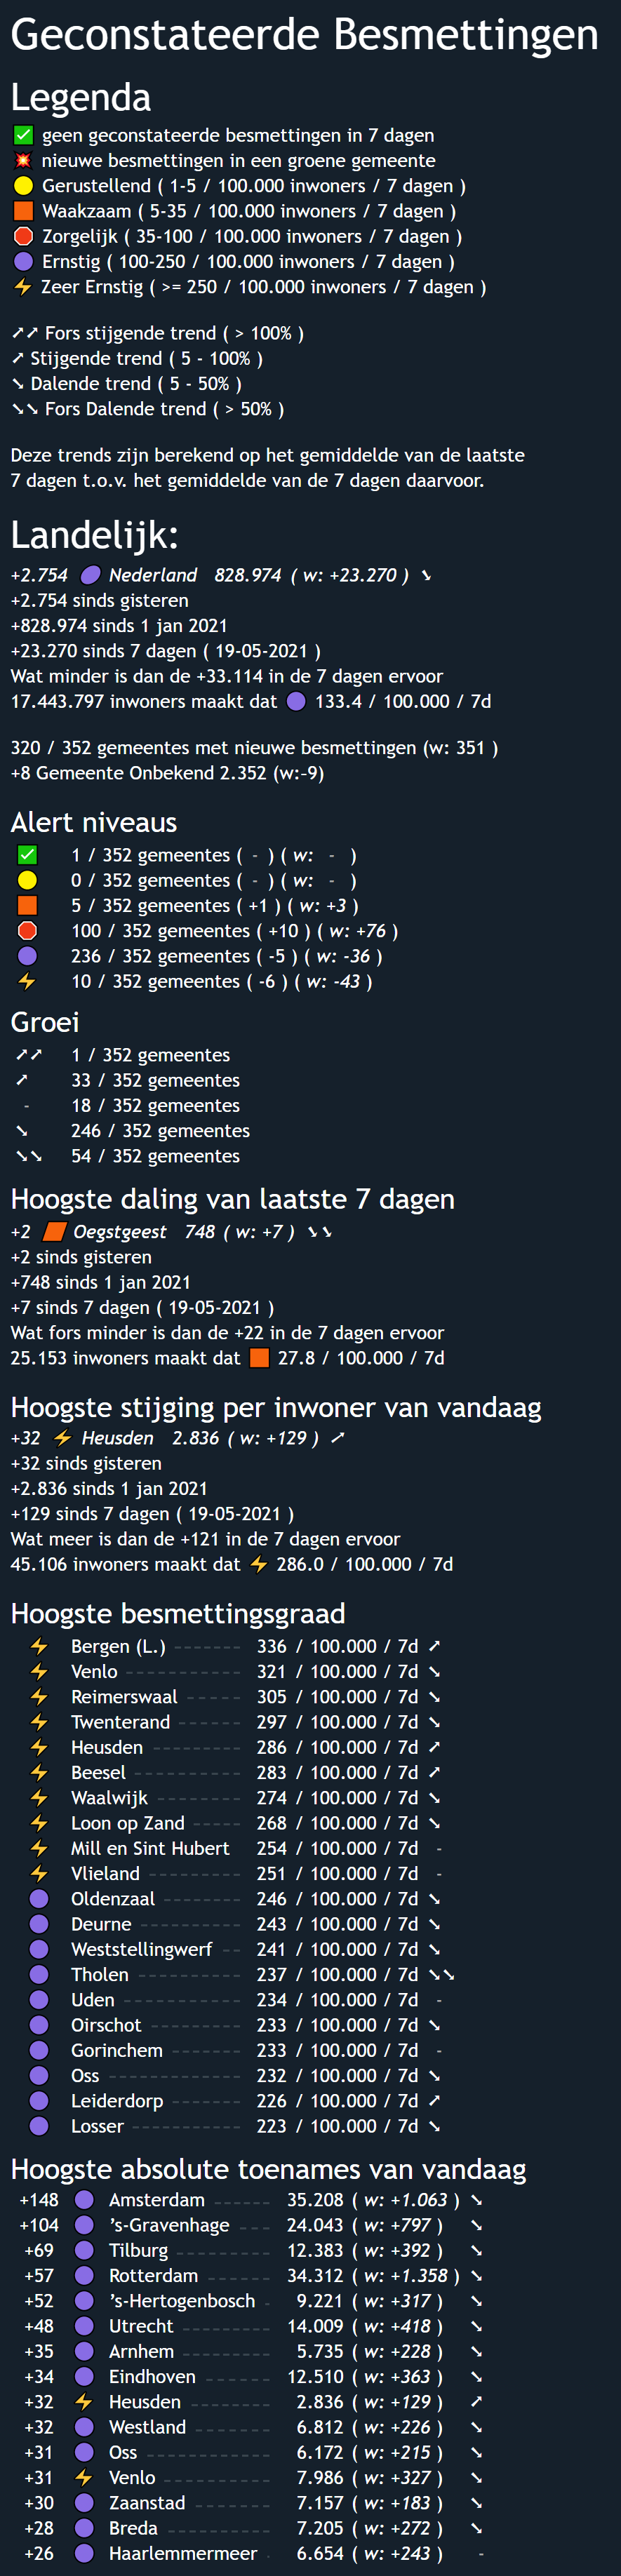 Geconstateerde Besmettingen
Legenda
✅ geen geconstateerde besmettingen in 7 dagen
💥 nieuwe besmettingen in een groene gemeente
🟡 Gerustellend ( 1-5 / 100.000 inwoners / 7 dagen )
🟧 Waakzaam ( 5-35 / 100.000 inwoners / 7 dagen )
🛑 Zorgelijk ( 35-100 / 100.000 inwoners / 7 dagen )
🟣 Ernstig ( 100-250 / 100.000 inwoners / 7 dagen )
⚡ Zeer Ernstig ( >= 250 / 100.000 inwoners / 7 dagen )
➚➚ Fors stijgende trend ( > 100% )
➚ Stijgende trend ( 5 - 100% )
➘ Dalende trend ( 5 - 50% )
➘➘ Fors Dalende trend ( > 50% )
Deze trends zijn berekend op het gemiddelde van de laatste
7 dagen t.o.v. het gemiddelde van de 7 dagen daarvoor.
Landelijk:
+2.754 🟣 Nederland 828.974 ( w: +23.270 ) ➘
+2.754 sinds gisteren
+828.974 sinds 1 jan 2021
+23.270 sinds 7 dagen ( 19-05-2021 )
Wat minder is dan de +33.114 in de 7 dagen ervoor
17.443.797 inwoners maakt dat 🟣 133.4 / 100.000 / 7d
320 / 352 gemeentes met nieuwe besmettingen (w: 351 )
+8 Gemeente Onbekend 2.352 (w:-9)
Alert niveaus
✅ 1 / 352 gemeentes ( - ) ( w: - )
🟡 0 / 352 gemeentes ( - ) ( w: - )
🟧 5 / 352 gemeentes ( +1 ) ( w: +3 )
🛑 100 / 352 gemeentes ( +10 ) ( w: +76 )
🟣 236 / 352 gemeentes ( -5 ) ( w: -36 )
⚡ 10 / 352 gemeentes ( -6 ) ( w: -43 )
Groei
➚➚ 1 / 352 gemeentes
➚ 33 / 352 gemeentes
- 18 / 352 gemeentes
➘ 246 / 352 gemeentes
➘➘ 54 / 352 gemeentes
Hoogste daling van laatste 7 dagen
+2 🟧 Oegstgeest 748 ( w: +7 ) ➘➘
+2 sinds gisteren
+748 sinds 1 jan 2021
+7 sinds 7 dagen ( 19-05-2021 )
Wat fors minder is dan de +22 in de 7 dagen ervoor
25.153 inwoners maakt dat 🟧 27.8 / 100.000 / 7d
Hoogste stijging per inwoner van vandaag
+32 ⚡ Heusden 2.836 ( w: +129 ) ➚
+32 sinds gisteren
+2.836 sinds 1 jan 2021
+129 sinds 7 dagen ( 19-05-2021 )
Wat meer is dan de +121 in de 7 dagen ervoor
45.106 inwoners maakt dat ⚡ 286.0 / 100.000 / 7d
Hoogste besmettingsgraad
⚡ Bergen (L.) ------- 336 / 100.000 / 7d ➚
⚡ Venlo ------------ 321 / 100.000 / 7d ➘
⚡ Reimerswaal ------ 305 / 100.000 / 7d ➘
⚡ Twenterand ------- 297 / 100.000 / 7d ➘
⚡ Heusden ---------- 286 / 100.000 / 7d ➚
⚡ Beesel ----------- 283 / 100.000 / 7d ➚
⚡ Waalwijk --------- 274 / 100.000 / 7d ➘
⚡ Loon op Zand ----- 268 / 100.000 / 7d ➘
⚡ Mill en Sint Hubert 254 / 100.000 / 7d -
⚡ Vlieland ---------- 251 / 100.000 / 7d -
🟣 Oldenzaal -------- 246 / 100.000 / 7d ➘
🟣 Deurne ----------- 243 / 100.000 / 7d ➘
🟣 Weststellingwerf -- 241 / 100.000 / 7d ➘
🟣 Tholen ----------- 237 / 100.000 / 7d ➘➘
🟣 Uden ------------- 234 / 100.000 / 7d -
🟣 Oirschot ---------- 233 / 100.000 / 7d ➘
🟣 Gorinchem ------- 233 / 100.000 / 7d -
🟣 Oss -------------- 232 / 100.000 / 7d ➘
🟣 Leiderdorp -------- 226 / 100.000 / 7d ➚
🟣 Losser ------------ 223 / 100.000 / 7d ➘
Hoogste absolute toenames van vandaag
+148 🟣 Amsterdam ------ 35.208 ( w: +1.063 ) ➘
+104 🟣 's-Gravenhage --- 24.043 ( w: +797 ) ➘
+69 🟣 Tilburg ---------- 12.383 ( w: +392 ) ➘
+57 🟣 Rotterdam ------- 34.312 ( w: +1.358 ) ➘
+52 🟣 's-Hertogenbosch - 9.221 ( w: +317 ) ➘
+48 🟣 Utrecht ---------- 14.009 ( w: +418 ) ➘
+35 🟣 Arnhem ---------- 5.735 ( w: +228 ) ➘
+34 🟣 Eindhoven ------- 12.510 ( w: +363 ) ➘
+32 ⚡ Heusden --------- 2.836 ( w: +129 ) ➚
+32 🟣 Westland -------- 6.812 ( w: +226 ) ➘
+31 🟣 Oss ------------- 6.172 ( w: +215 ) ➘
+31 ⚡ Venlo ----------- 7.986 ( w: +327 ) ➘
+30 🟣 Zaanstad -------- 7.157 ( w: +183 ) ➘
+28 🟣 Breda ----------- 7.205 ( w: +272 ) ➘
+26 🟣 Haarlemmermeer - 6.654 ( w: +243 ) -